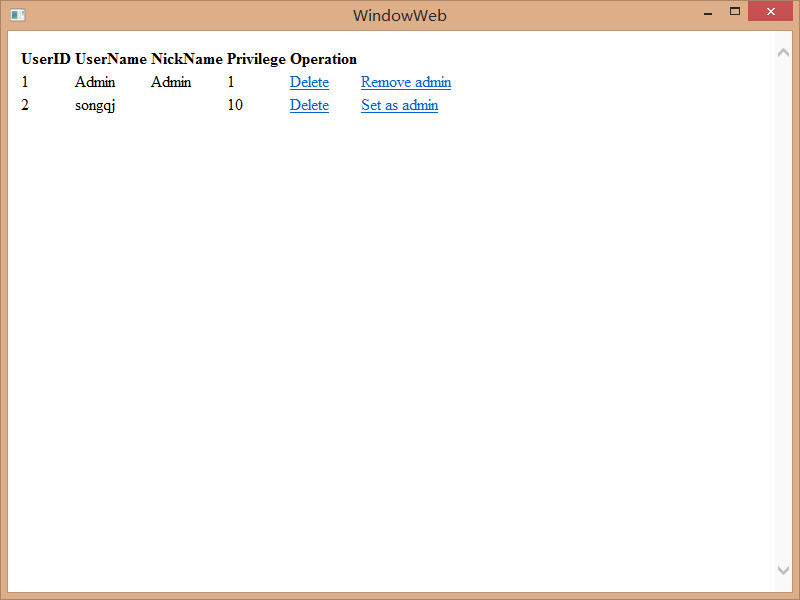 WindowWeb
UserID UserName NickName Privilege Operation
1 Admin Admin 1 Delete Remove admin
2 songqj 10 Delete Set as admin